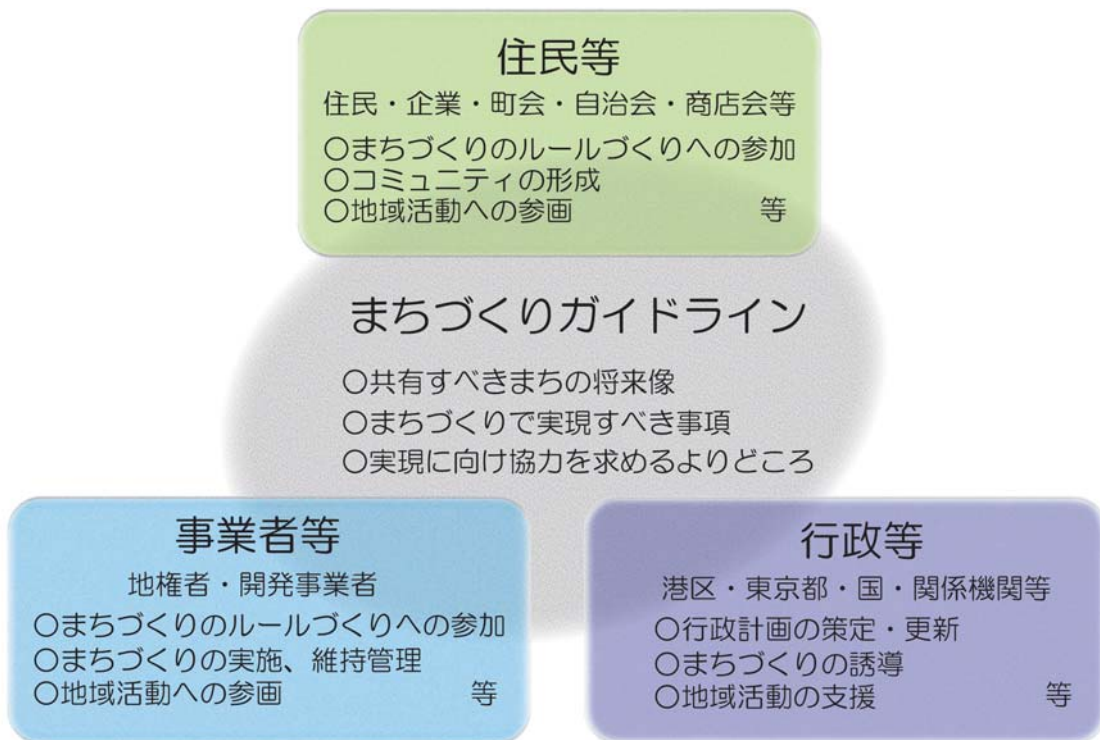 住民等
住民・企業・町会・自治会・商店会等
○まちづくりのルールづくりへの参加
○コミュニティの形成
○地域活動への参画 等
まちづくりガイドライン
○共有すべきまちの将来像
○まちづくりで実現すべき事項
○実現に向け協力を求めるよりどころ
事業者等
地権者・開発事業者
○まちづくりのルールづくりへの参加
○まちづくりの実施、維持管理
○地域活動への参画 等
行政等
港区・東京都・国・関係機関等
○行政計画の策定・更新
○まちづくりの誘導
○地域活動の支援 等